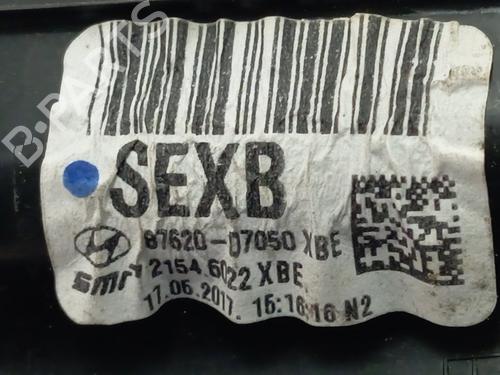 B-PARTS
SEXB
87620-D7050 XBE
smr 2154.6022 XBE
17.06.2017. 15:16:16 N2